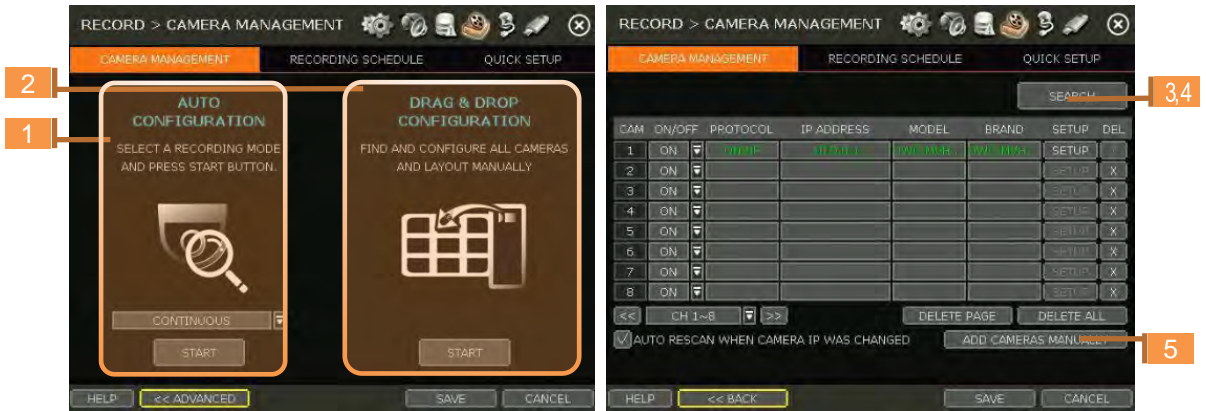 RECORD > CAMERA MANAGEMENT
CAMERA MANAGEMENT RECORDING SCHEDULE QUICK SETUP
2
1
AUTO
CONFIGURATION
SELECT A RECORDING MODE
AND PRESS START BUTTON.
CONTINUOUS
START
DRAG & DROP
CONFIGURATION
FIND AND CONFIGURE ALL CAMERAS
AND LAYOUT MANUALLY
START
HELP << ADVANCED SAVE CANCEL
RECORD > CAMERA MANAGEMENT
CAMERA MANAGEMENT RECORDING SCHEDULE QUICK SETUP
SEARCH 3,4
CAM ON/OFF PROTOCOL IP ADDRESS MODEL BRAND SETUP DEL
1 ON ONVIF SETUP
2 ON SETUP X
3 ON SETUP X
4 ON SETUP X
5 ON SETUP X
6 ON SETUP X
7 ON SETUP X
8 ON SETUP X
<< CH 1~8 >> DELETE PAGE DELETE ALL
AUTO RESCAN WHEN CAMERA IP WAS CHANGED ADD CAMERAS MANUALLY 5
HELP << BACK SAVE CANCEL